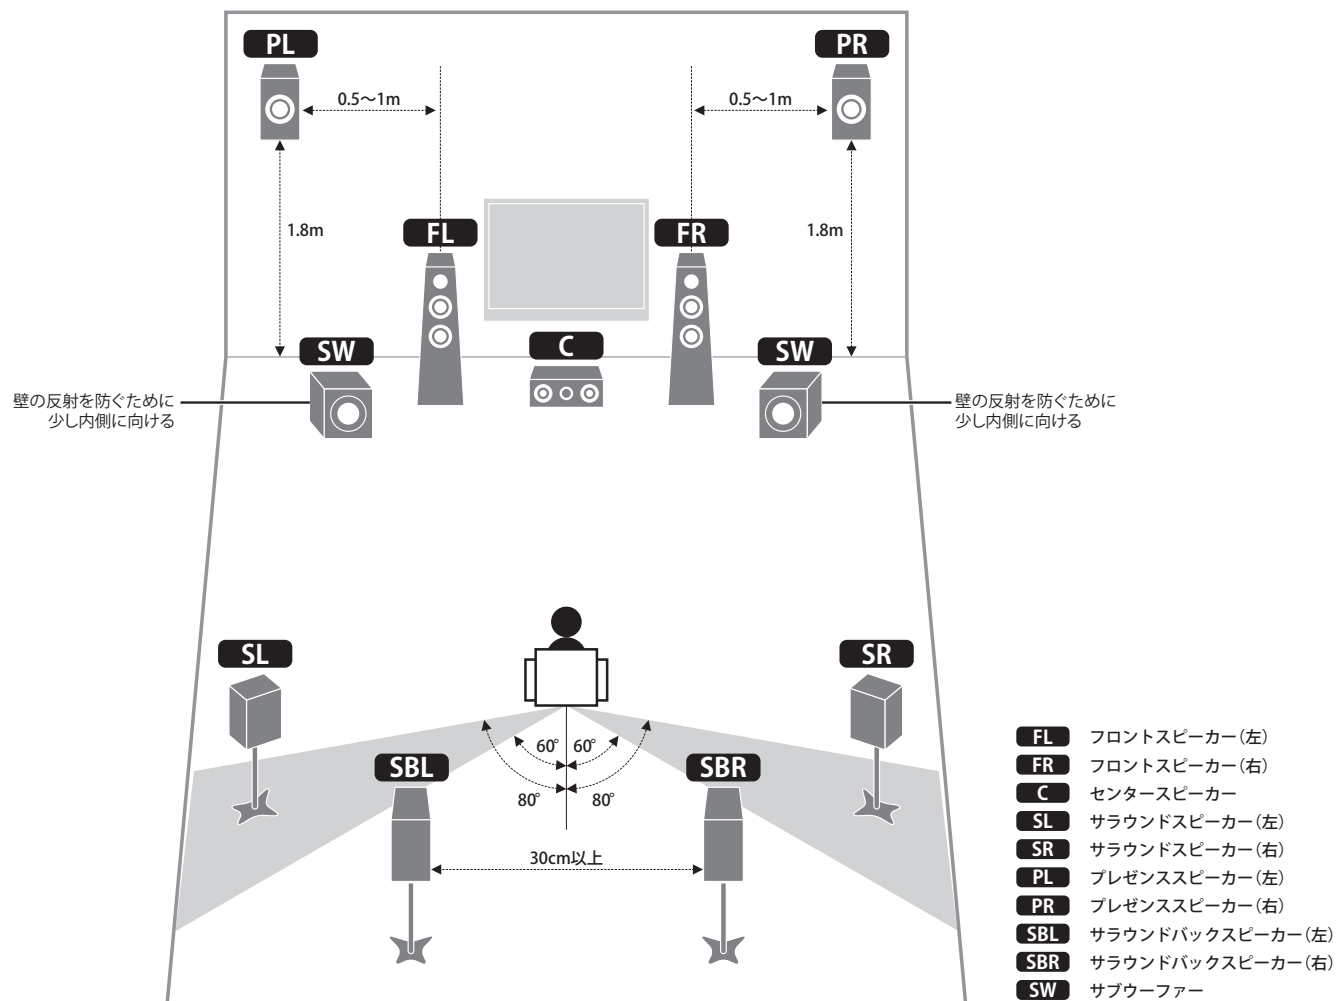 PL
PR
0.5～1m
0.5～1m
1.8m
FL
FR
1.8m
SW
C
SW
壁の反射を防ぐために
少し内側に向ける
壁の反射を防ぐために
少し内側に向ける
SL
SR
60°
60°
SBL
SBR
80°
80°
30cm以上
FL フロントスピーカー（左）
FR フロントスピーカー（右）
C センタースピーカー
SL サラウンドスピーカー（左）
SR サラウンドスピーカー（右）
PL プレゼンススピーカー（左）
PR プレゼンススピーカー（右）
SBL サラウンドバックスピーカー（左）
SBR サラウンドバックスピーカー（右）
SW サブウーファー